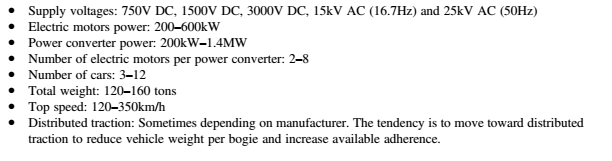 • Supply voltages: 750V DC, 1500V DC, 3000V DC, 15kV AC (16.7Hz) and 25kV AC (50Hz)
• Electric motors power: 200–600kW
• Power converter power: 200kW–1.4MW
• Number of electric motors per power converter: 2–8
• Number of cars: 3–12
• Total weight: 120–160 tons
• Top speed: 120–350km/h
• Distributed traction: Sometimes depending on manufacturer. The tendency is to move toward distributed
traction to reduce vehicle weight per bogie and increase available adherence.